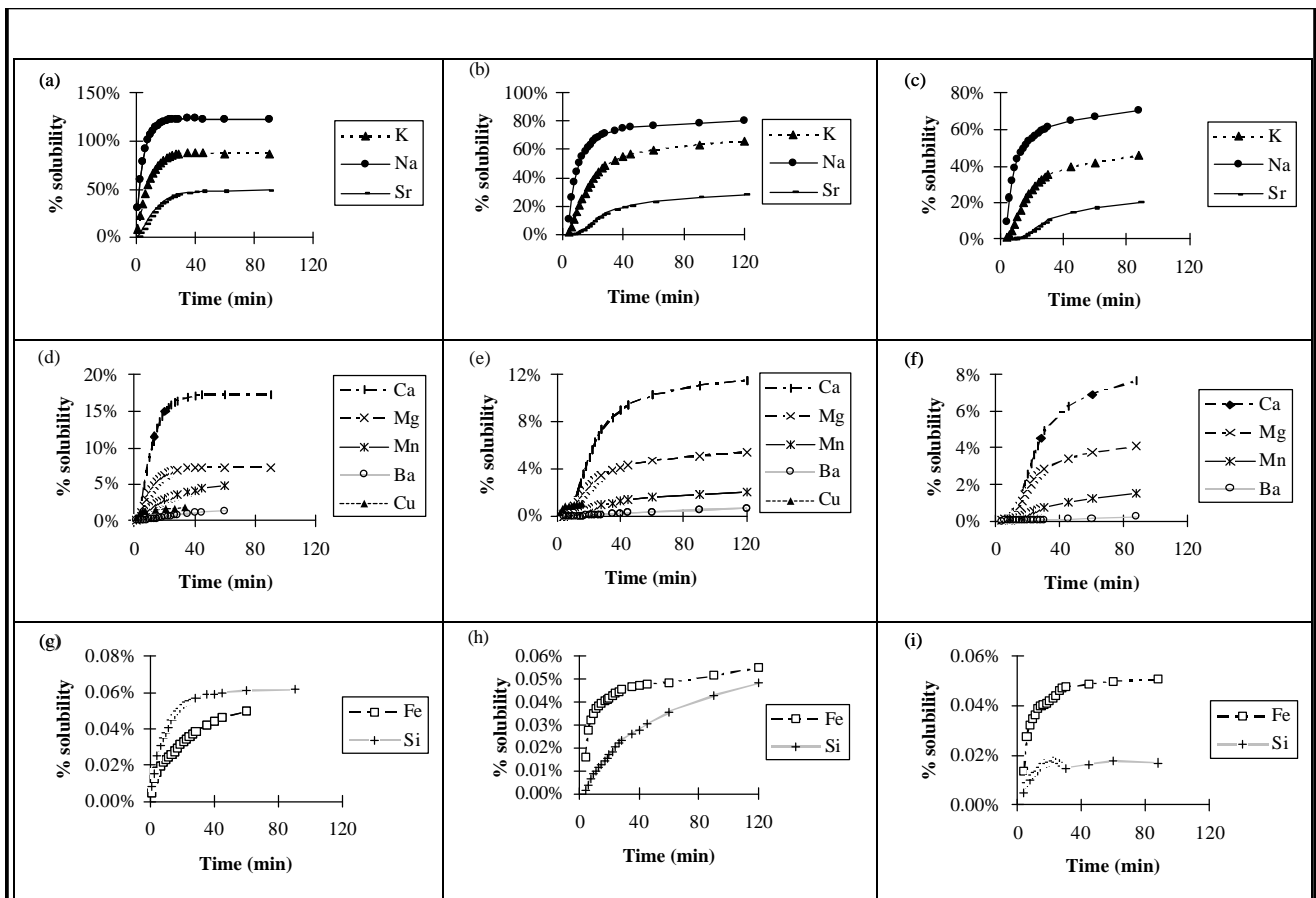 (a)
150%
100%
50%
0%
% solubility
0 40 80 120
Time (min)
K
Na
Sr
(b)
100%
80%
60%
40%
20%
0%
% solubility
0 40 80 120
Time (min)
K
Na
Sr
(c)
80%
60%
40%
20%
0%
% solubility
0 40 80 120
Time (min)
K
Na
Sr
(d)
20%
15%
10%
5%
0%
% solubility
0 40 80 120
Time (min)
Ca
Mg
Mn
Ba
Cu
(e)
12%
8%
4%
0%
% solubility
0 40 80 120
Time (min)
Ca
Mg
Mn
Ba
Cu
(f)
8%
6%
4%
2%
0%
% solubility
0 40 80 120
Time (min)
Ca
Mg
Mn
Ba
(g)
0.08%
0.06%
0.04%
0.02%
0.00%
% solubility
0 40 80 120
Time (min)
Fe
Si
(h)
0.06%
0.05%
0.04%
0.03%
0.02%
0.01%
0.00%
% solubility
0 40 80 120
Time (min)
Fe
Si
(i)
0.06%
0.04%
0.02%
0.00%
% solubility
0 40 80 120
Time (min)
Fe
Si